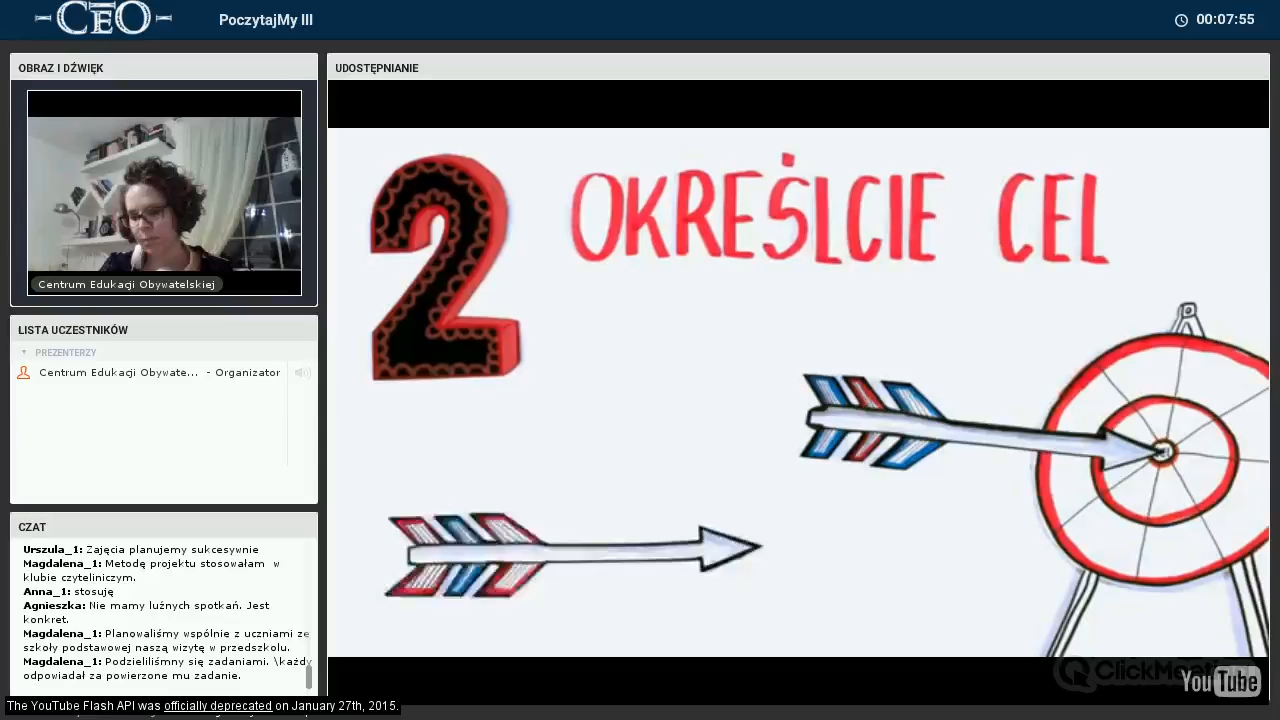 CEO
PoczytajMy III
00:07:55
OBRAZ I DŹWIĘK
Centrum Edukacji Obywatelskiej
LISTA UCZESTNIKÓW
PREZENTERZY
Centrum Edukacji Obywate... - Organizator
CZAT
Urszula_1: Zajęcia planujemy sukcesywnie
Magdalena_1: Metodę projektu stosowałam w
klubie czyteliniczym.
Anna_1: stosuję
Agnieszka: Nie mamy luźnych spotkań. Jest
konkret.
Magdalena_1: Planowaliśmy wspólnie z uczniami ze
szkoły podstawowej naszą wizytę w przedszkolu.
Magdalena_1: Podzieliliśmny się zadaniami. \każdy
odpowiadał za powierzone mu zadanie.
The YouTube Flash API was officially deprecated on January 27th, 2015.
UDOSTĘPNIANIE
2 OKREŚLCIE CEL
ClickMeeting
YouTube